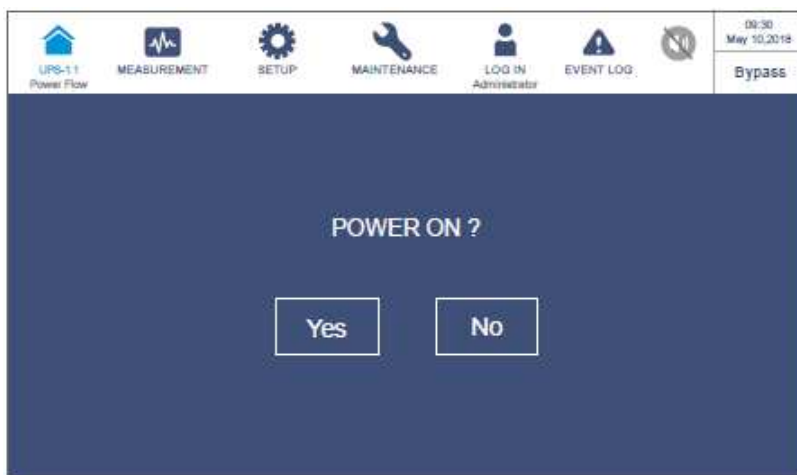 09:30
May 10,2018
UPS-1.1
Power Flow
MEASUREMENT
SETUP
MAINTENANCE
LOG IN
Administrator
EVENT LOG
Bypass
POWER ON ?
Yes
No